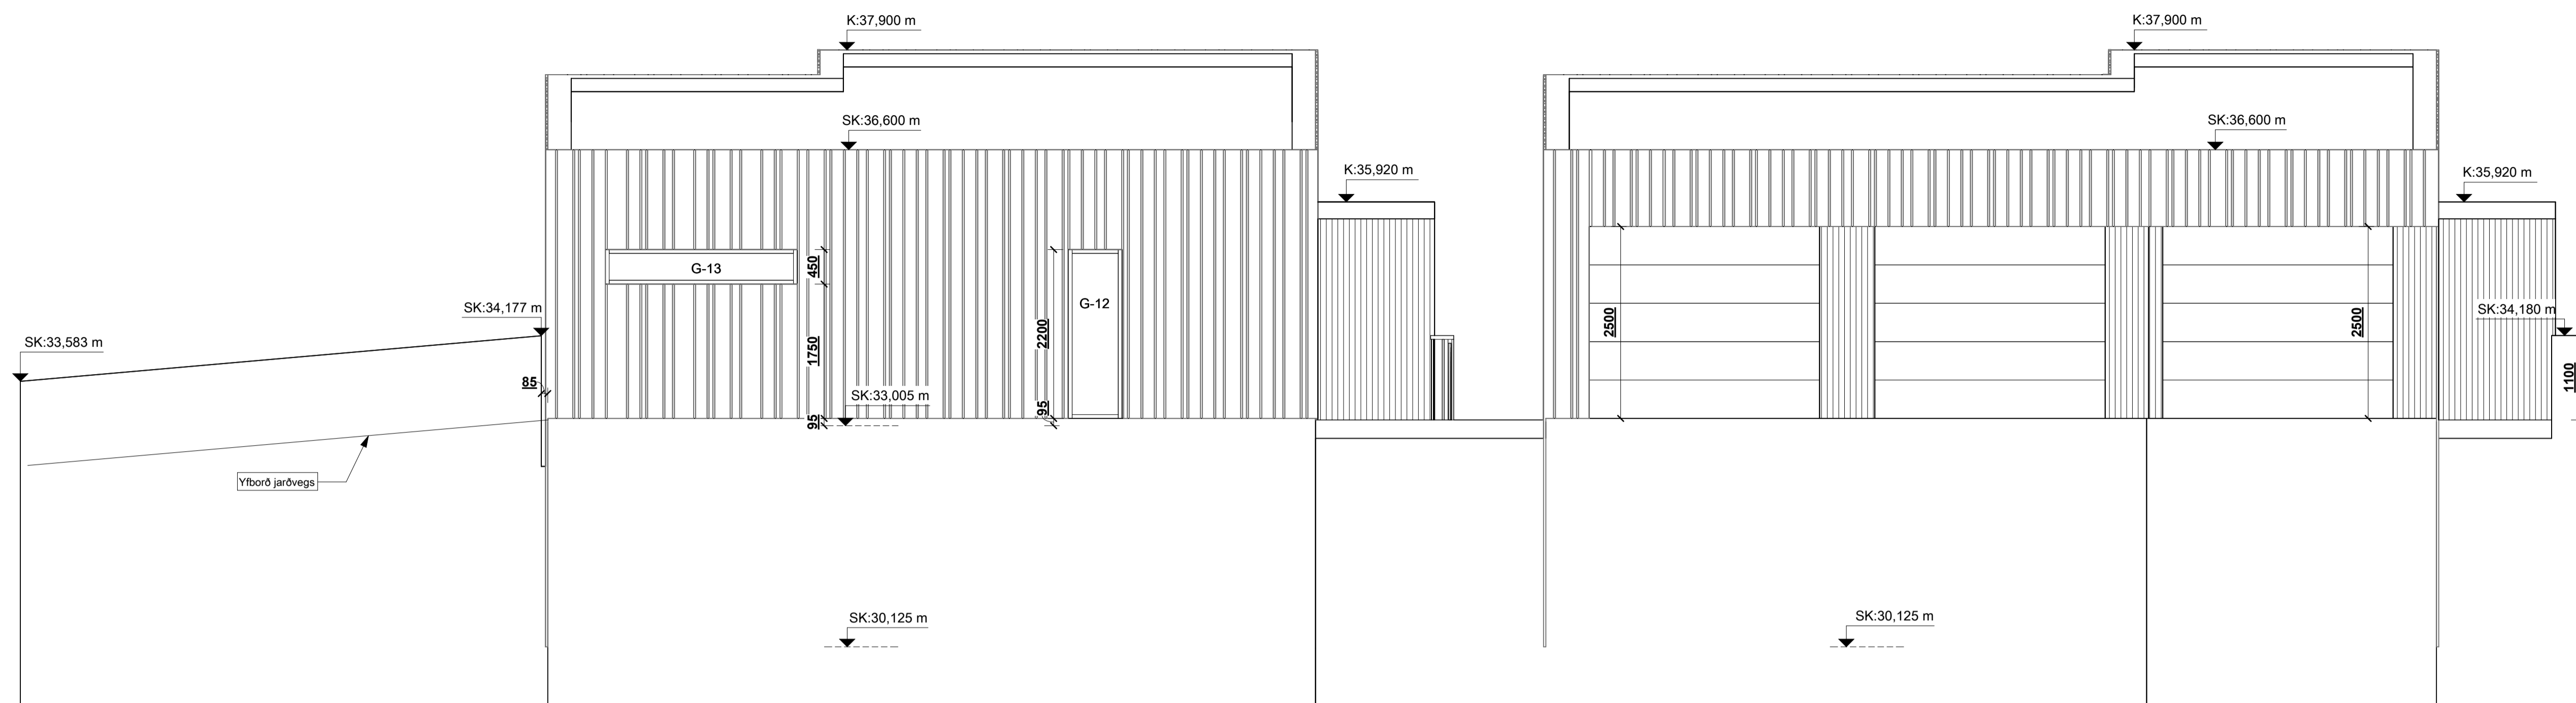 K:37,900 m
K:37,900 m
SK:36,600 m
SK:36,600 m
K:35,920 m
K:35,920 m
G-13
450
G-12
SK:34,177 m
SK:34,180 m
SK:33,583 m
1750
2200
2500
2500
1100
85
SK:33,005 m
95
95
Yfborð jarðvegs
SK:30,125 m
SK:30,125 m